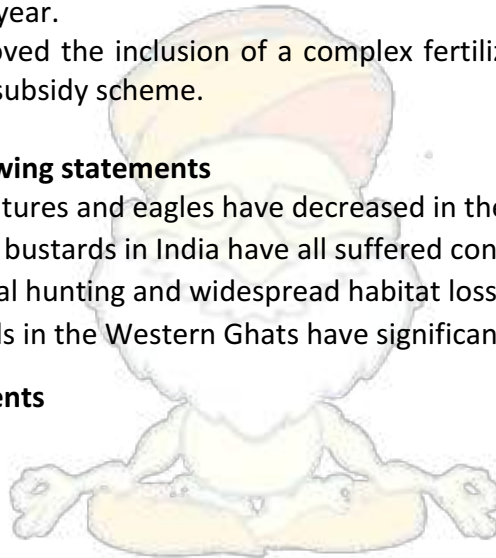 year.
oved the inclusion of a complex fertiliz
subsidy scheme.
wing statements
tures and eagles have decreased in the
bustards in India have all suffered con
al hunting and widespread habitat loss
ls in the Western Ghats have significan
ents